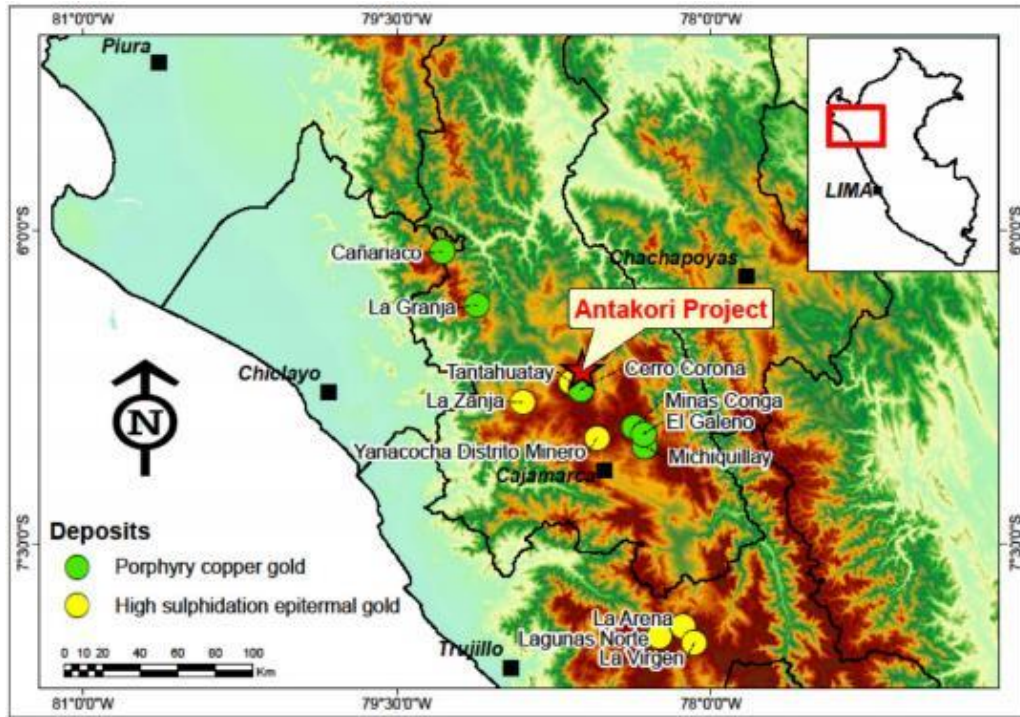 81°0'0"W
79°30'0"W
78°0'0"W
Piura
LIMA
6°0'0"S
6°0'0"S
Cañariaco
Chachapoyas
La Granja
Antakori Project
Tantahuatay
Cerro Corona
Chiclayo
La Zanja
Minas Conga
El Galeno
N
Yanacocha Distrito Minero
Michiquillay
Cajamarca
Deposits
7°30'0"S
7°30'0"S
Porphyry copper gold
High sulphidation epitermal gold
La Arena
Lagunas Norte
La Virgen
Trujillo
0 10 20 40 60 80 100
Km
81°0'0"W
79°30'0"W
78°0'0"W